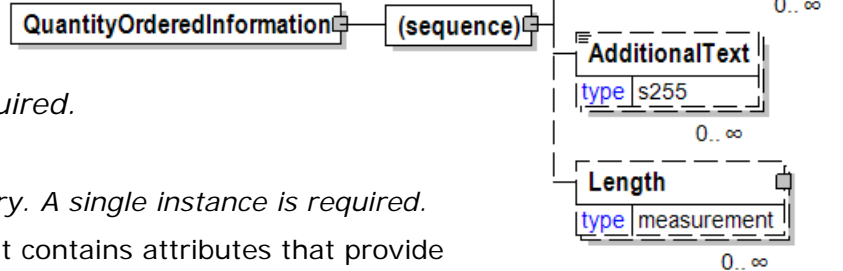 0.. ∞
QuantityOrderedInformation
(sequence)
AdditionalText
type s255
0.. ∞
uired.
Length
type measurement
0.. ∞
ry. A single instance is required.
t contains attributes that provide